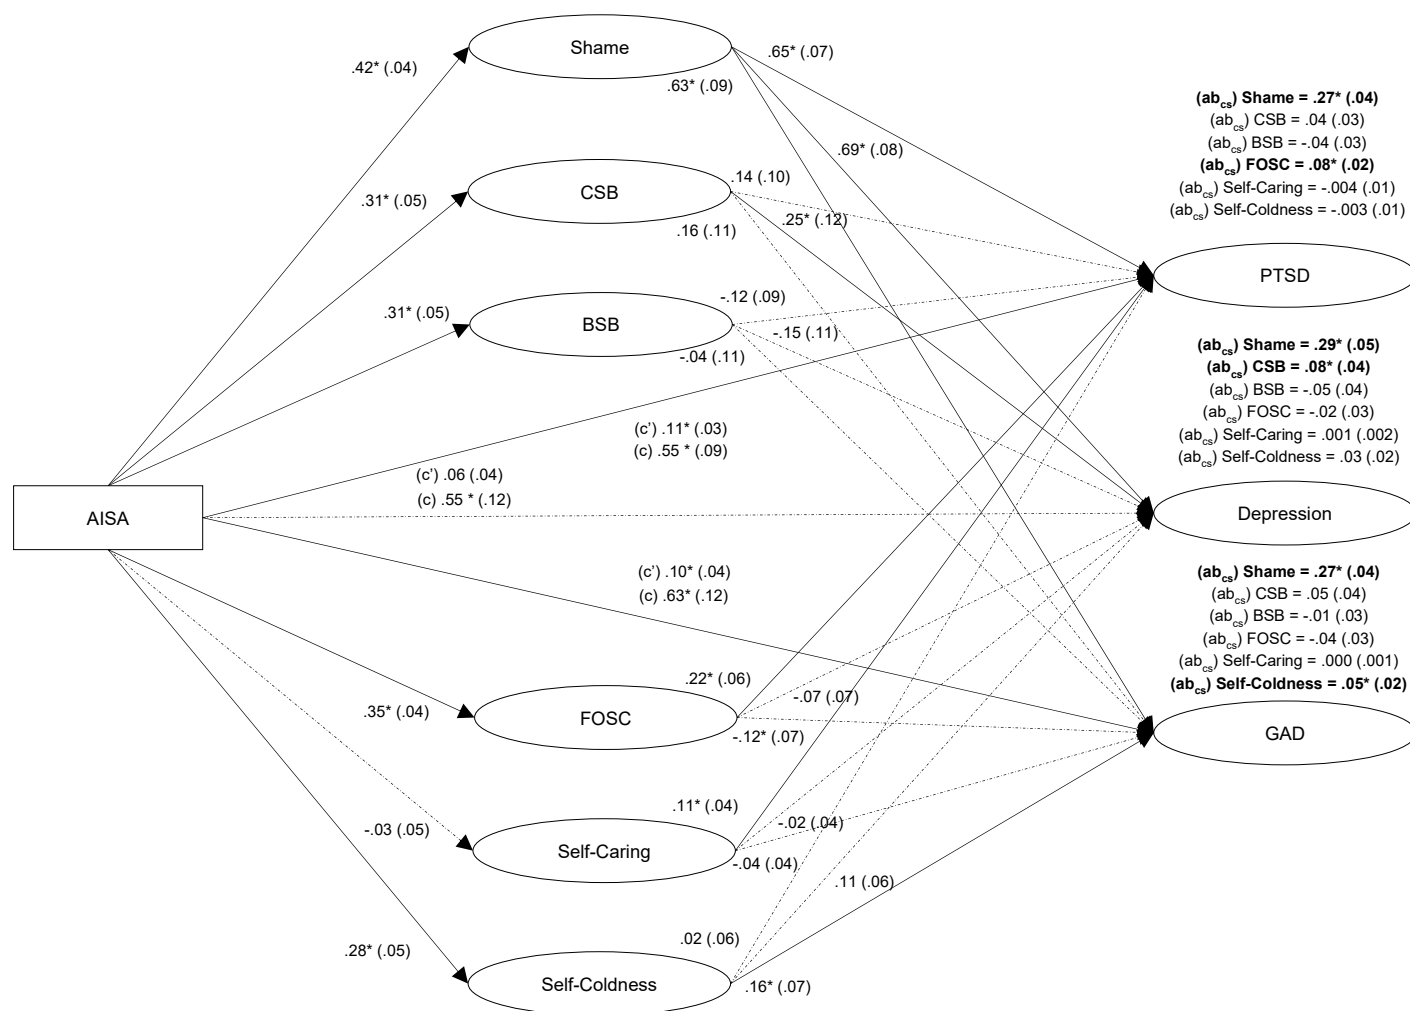 Shame
.42* (.04)
.65* (.07)
.63* (.09)
.69* (.08)
CSB
.31* (.05)
.14 (.10)
.25* (.12)
.16 (.11)
BSB
.31* (.05)
-.12 (.09)
-.15 (.11)
-.04 (.11)
(c') .11* (.03)
(c) .55 * (.09)
(c') .06 (.04)
(c) .55 * (.12)
AISA
(c') .10* (.04)
(c) .63* (.12)
FOSC
.35* (.04)
.22* (.06)
-.07 (.07)
-.12* (.07)
Self-Caring
-.03 (.05)
.11* (.04)
-.02 (.04)
-.04 (.04)
.11 (.06)
Self-Coldness
.28* (.05)
.02 (.06)
.16* (.07)
(abcs) Shame = .27* (.04)
(abcs) CSB = .04 (.03)
(abcs) BSB = -.04 (.03)
(abcs) FOSC = .08* (.02)
(abcs) Self-Caring = -.004 (.01)
(abcs) Self-Coldness = -.003 (.01)
PTSD
(abcs) Shame = .29* (.05)
(abcs) CSB = .08* (.04)
(abcs) BSB = -.05 (.04)
(abcs) FOSC = -.02 (.03)
(abcs) Self-Caring = .001 (.002)
(abcs) Self-Coldness = .03 (.02)
Depression
(abcs) Shame = .27* (.04)
(abcs) CSB = .05 (.04)
(abcs) BSB = -.01 (.03)
(abcs) FOSC = -.04 (.03)
(abcs) Self-Caring = .000 (.001)
(abcs) Self-Coldness = .05* (.02)
GAD